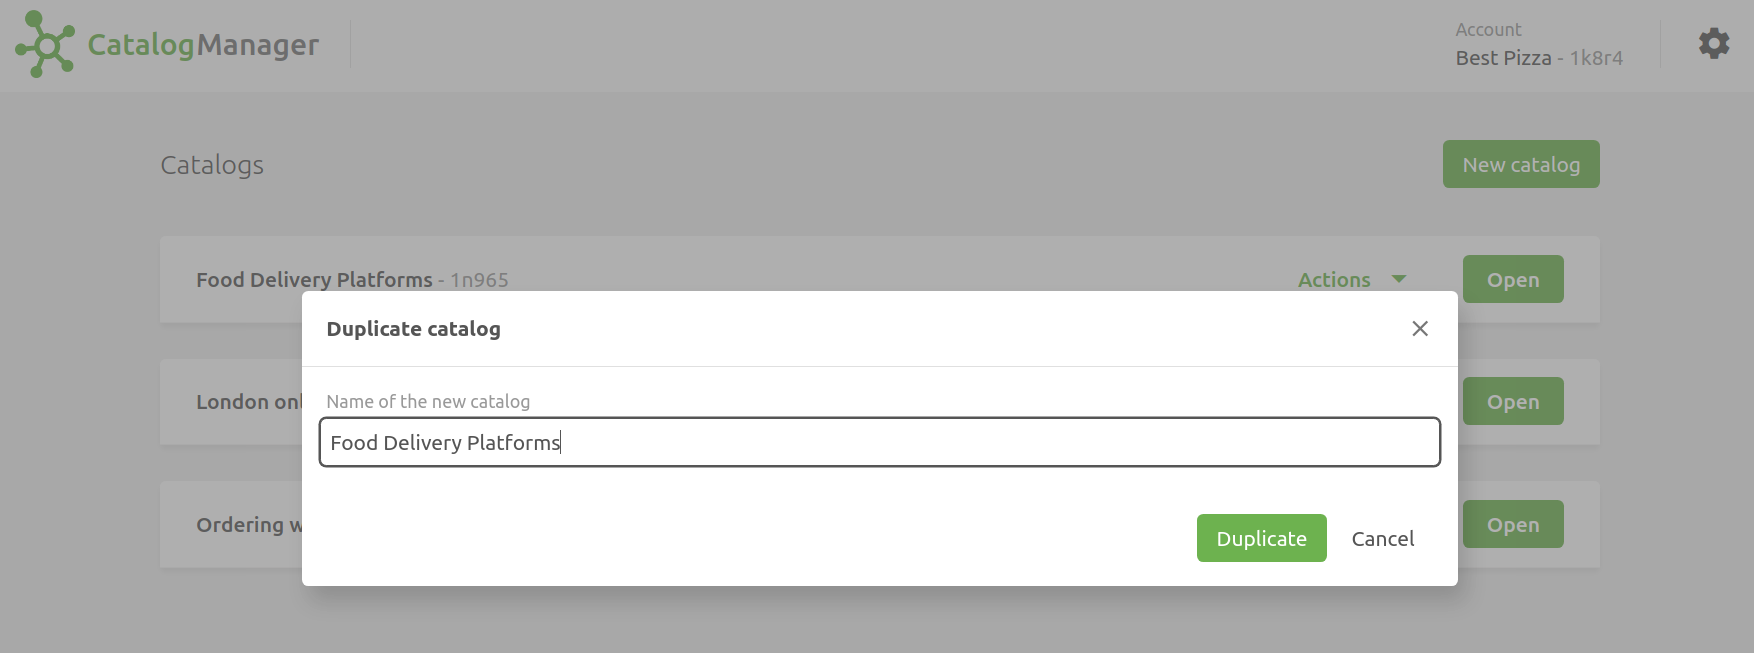 CatalogManager
Account
Best Pizza - 1k8r4
Catalogs
New catalog
Food Delivery Platforms - 1n965
Actions
Open
Duplicate catalog
Name of the new catalog
Food Delivery Platforms
London
Open
Ordering
Open
Duplicate
Cancel